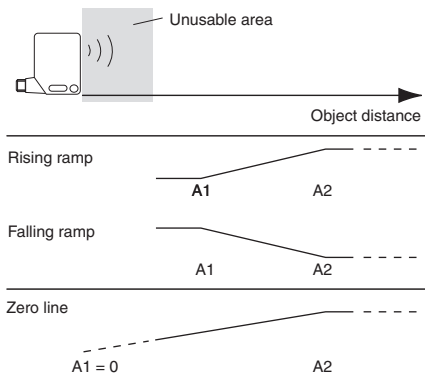 Unusable area
Object distance
Rising ramp
A1 A2
Falling ramp
A1 A2
Zero line
A1 = 0 A2